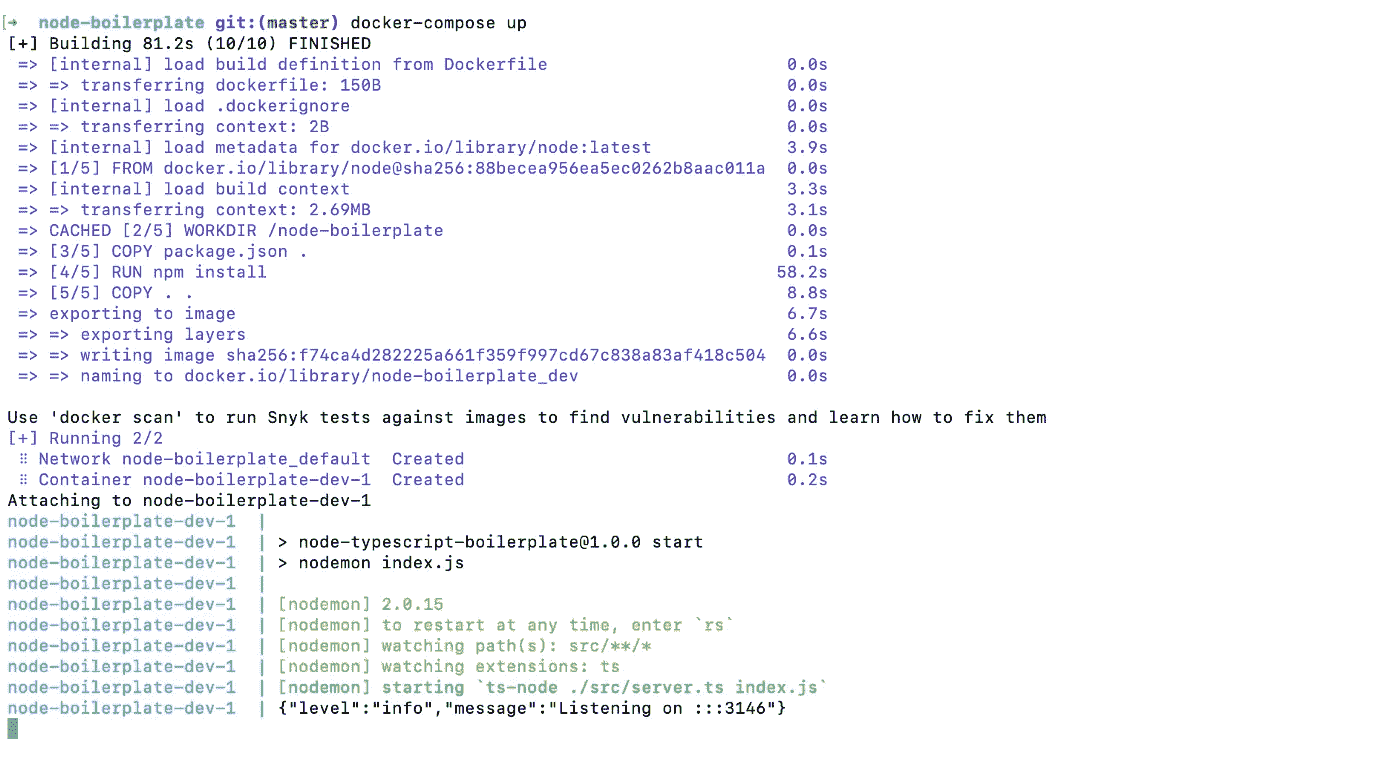 [➜  node-boilerplate git:(master) docker-compose up
[+] Building 81.2s (10/10) FINISHED
=> [internal] load build definition from Dockerfile 0.0s
=> => transferring dockerfile: 150B 0.0s
=> [internal] load .dockerignore 0.0s
=> => transferring context: 2B 0.0s
=> [internal] load metadata for docker.io/library/node:latest 3.9s
=> [1/5] FROM docker.io/library/node@sha256:88becea956ea5ec0262b8aac011a 0.0s
=> [internal] load build context 3.3s
=> => transferring context: 2.69MB 3.1s
=> CACHED [2/5] WORKDIR /node-boilerplate 0.0s
=> [3/5] COPY package.json . 0.1s
=> [4/5] RUN npm install 58.2s
=> [5/5] COPY . . 8.8s
=> exporting to image 6.7s
=> => exporting layers 6.6s
=> => writing image sha256:f74ca4d282225a661f359f997cd67c838a83af418c504 0.0s
=> => naming to docker.io/library/node-boilerplate_dev 0.0s
Use 'docker scan' to run Snyk tests against images to find vulnerabilities and learn how to fix them
[+] Running 2/2
⠿ Network node-boilerplate_default  Created 0.1s
⠿ Container node-boilerplate-dev-1  Created 0.2s
Attaching to node-boilerplate-dev-1
node-boilerplate-dev-1  |
node-boilerplate-dev-1  | > node-typescript-boilerplate@1.0.0 start
node-boilerplate-dev-1  | > nodemon index.js
node-boilerplate-dev-1  |
node-boilerplate-dev-1  | [nodemon] 2.0.15
node-boilerplate-dev-1  | [nodemon] to restart at any time, enter `rs`
node-boilerplate-dev-1  | [nodemon] watching path(s): src/**/*
node-boilerplate-dev-1  | [nodemon] watching extensions: ts
node-boilerplate-dev-1  | [nodemon] starting `ts-node ./src/server.ts index.js`
node-boilerplate-dev-1  | {"level":"info","message":"Listening on :::3146"}